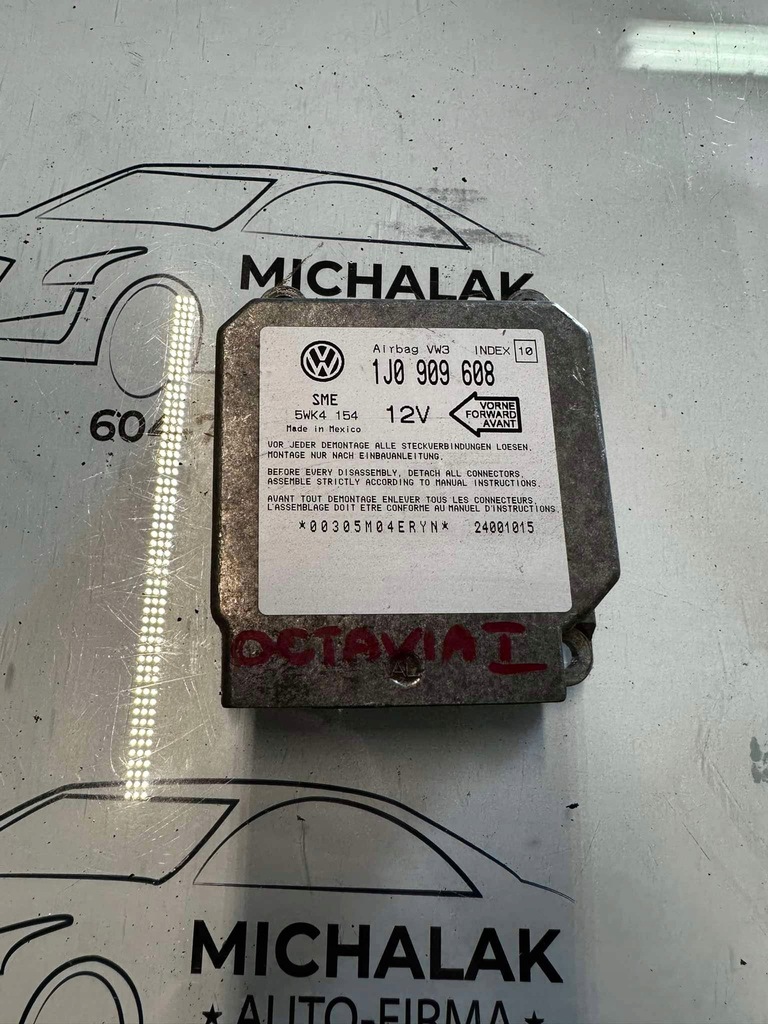 MICHALAK
604
Airbag VW3 INDEX 10
1J0 909 608
SME
5WK4 154
Made in Mexico
12V
VORNE
FORWARD
AVANT
VOR JEDER DEMONTAGE ALLE STECKVERBINDUNGEN LOESEN.
MONTAGE NUR NACH EINBAUANLEITUNG.
BEFORE EVERY DISASSEMBLY, DETACH ALL CONNECTORS.
ASSEMBLE STRICTLY ACCORDING TO MANUAL INSTRUCTIONS.
AVANT TOUT DEMONTAGE ENLEVER TOUS LES CONNECTEURS.
L'ASSEMBLAGE DOIT ETRE CONFORME AU MANUEL D'INSTRUCTIONS.
*00305M04ERYN* 24001015
OCTAVIA I
MICHALAK
★ AUTO-FIRMA ★